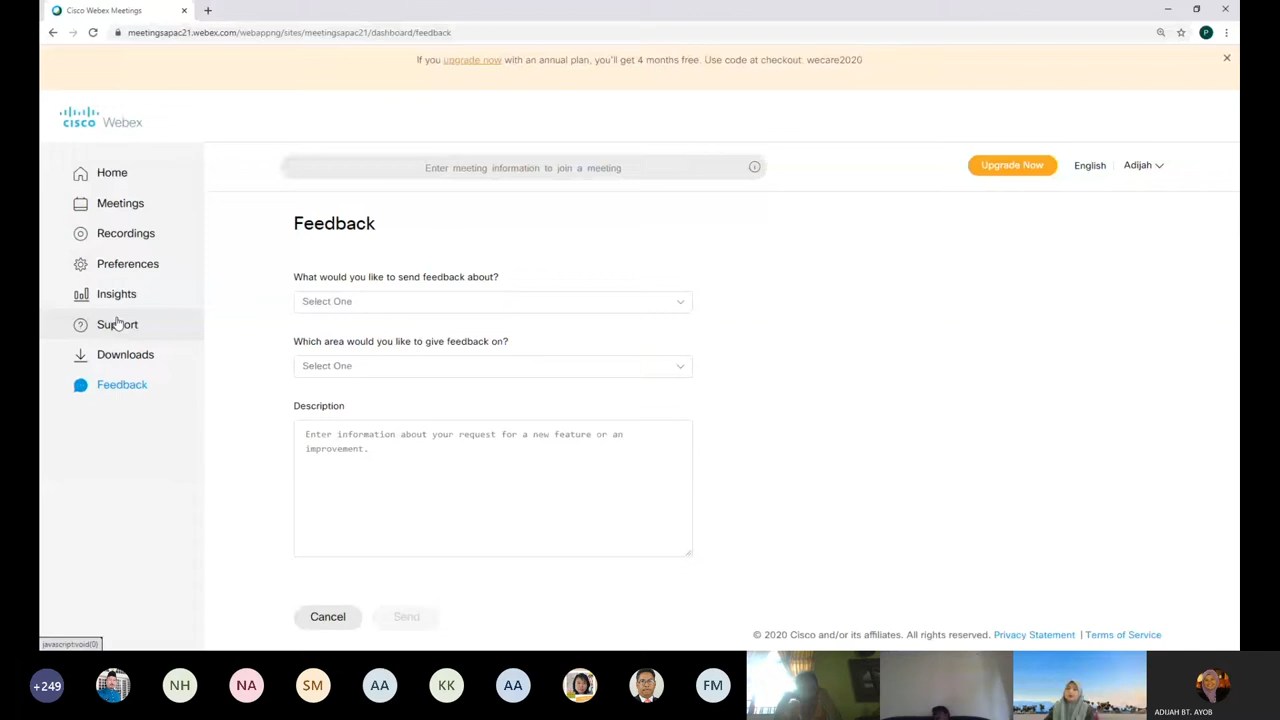 Cisco Webex Meetings
meetingsapac21.webex.com/webappng/sites/meetingsapac21/dashboard/feedback
If you upgrade now with an annual plan, you'll get 4 months free. Use code at checkout: wecare2020
cisco Webex
Enter meeting information to join a meeting
Upgrade Now
English
Adijah
Home
Meetings
Recordings
Preferences
Insights
Support
Downloads
Feedback
Feedback
What would you like to send feedback about?
Select One
Which area would you like to give feedback on?
Select One
Description
Enter information about your request for a new feature or an
improvement.
Cancel
Send
© 2020 Cisco and/or its affiliates. All rights reserved. Privacy Statement | Terms of Service
javascript:void(0)
+249
NH
NA
SM
AA
KK
AA
FM
ADIJAH BT. AYOB
P